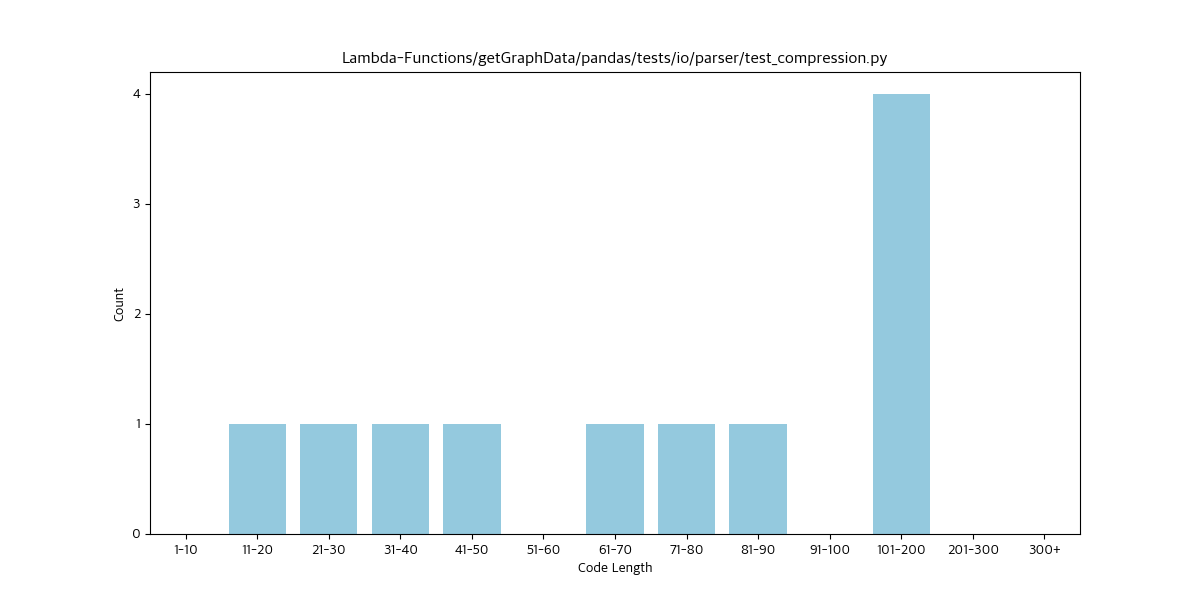 Lambda-Functions/getGraphData/pandas/tests/io/parser/test_compression.py
Count
4
3
2
1
0
1-10 11-20 21-30 31-40 41-50 51-60 61-70 71-80 81-90 91-100 101-200 201-300 300+
Code Length